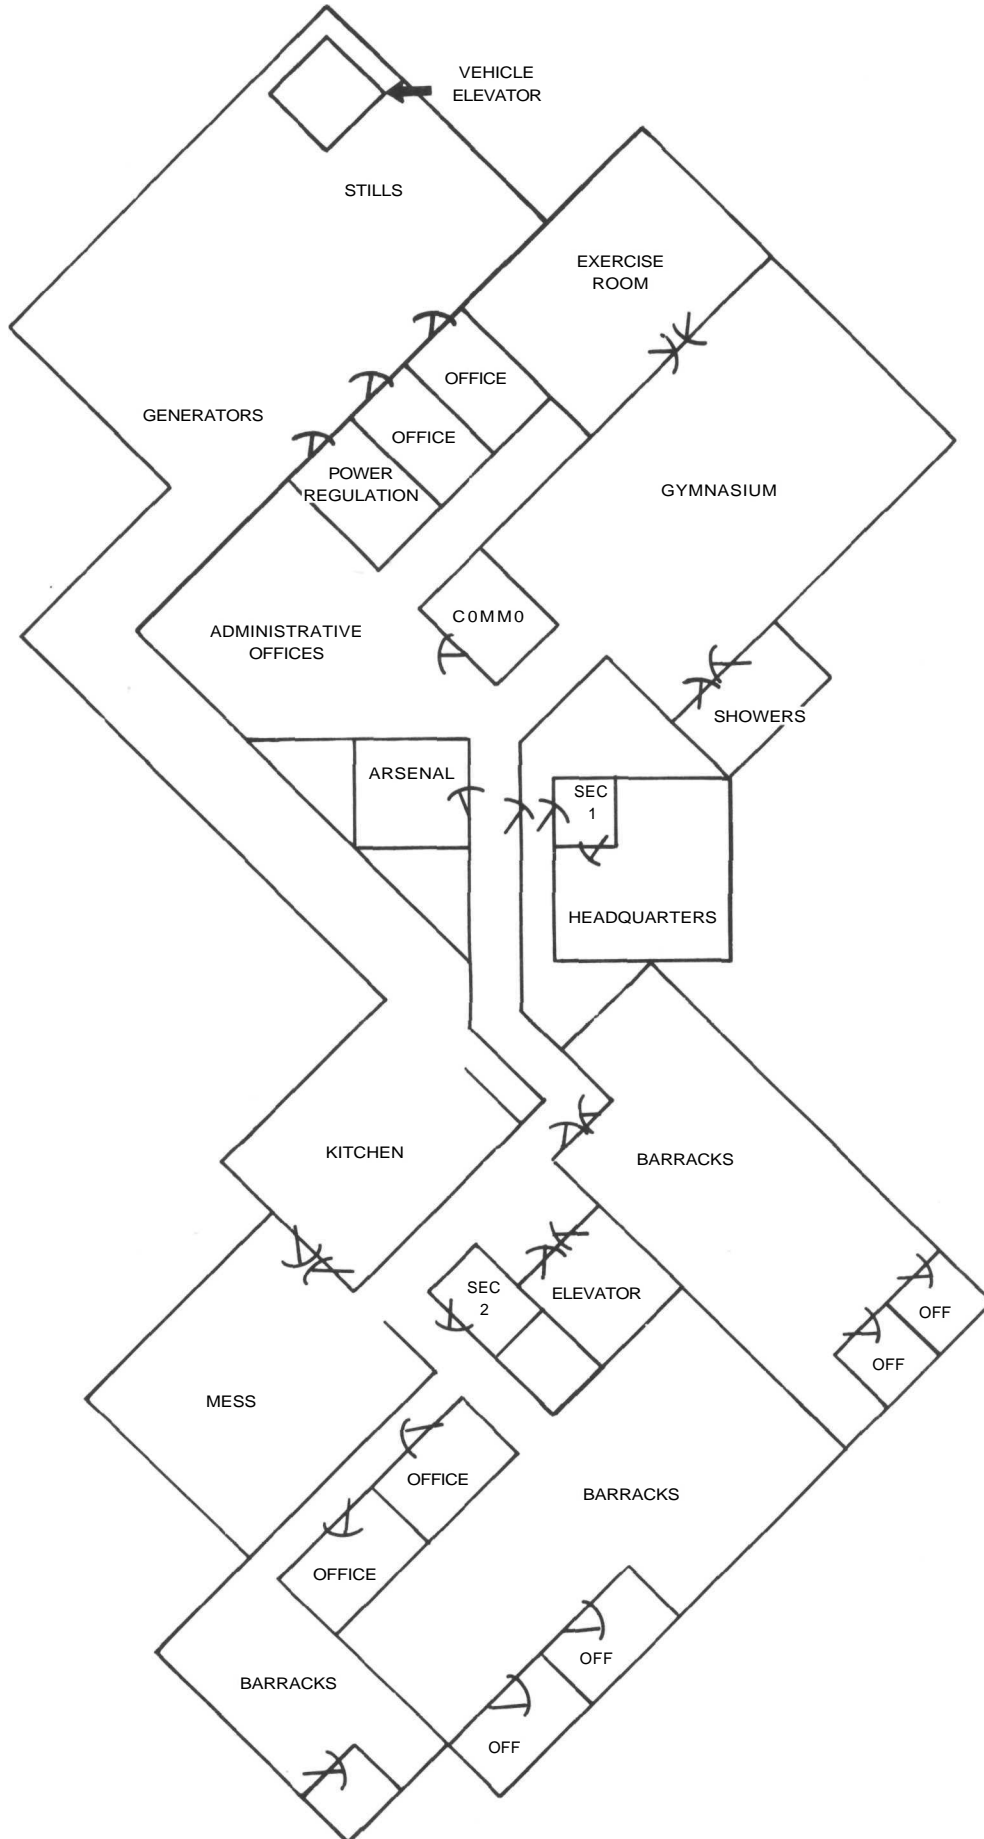 VEHICLE
ELEVATOR
STILLS
EXERCISE
ROOM
OFFICE
GENERATORS
OFFICE
POWER
REGULATION
GYMNASIUM
C0MM0
ADMINISTRATIVE
OFFICES
SHOWERS
ARSENAL
SEC
1
HEADQUARTERS
KITCHEN
BARRACKS
SEC
2
ELEVATOR
OFF
OFF
MESS
OFFICE
BARRACKS
OFFICE
OFF
BARRACKS
OFF